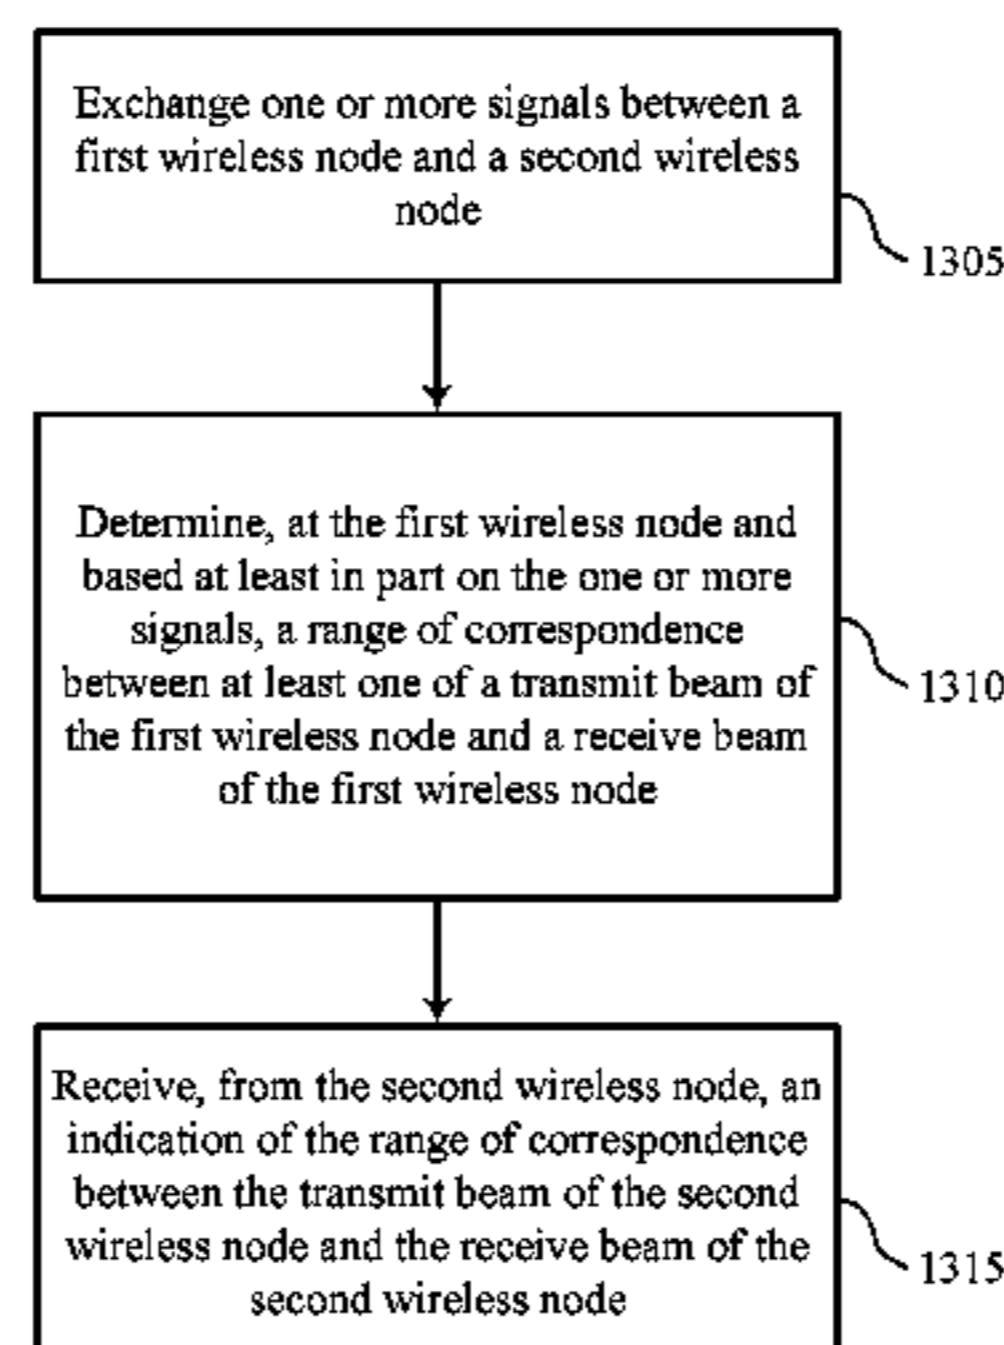 Exchange one or more signals between a
first wireless node and a second wireless
node
1305
Determine, at the first wireless node and
based at least in part on the one or more
signals, a range of correspondence
between at least one of a transmit beam of
the first wireless node and a receive beam
of the first wireless node
1310
Receive, from the second wireless node, an
indication of the range of correspondence
between the transmit beam of the second
wireless node and the receive beam of the
second wireless node
1315